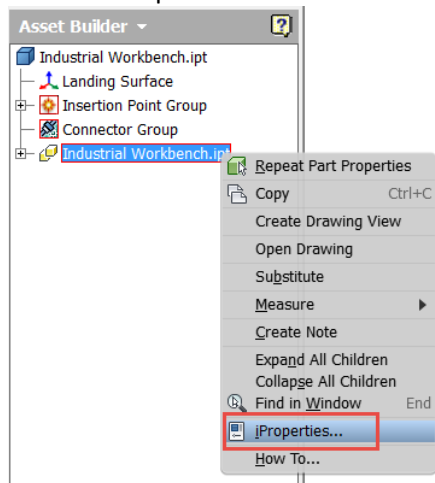 Asset Builder
Industrial Workbench.ipt
Landing Surface
Insertion Point Group
Connector Group
Industrial Workbench.ipt
Repeat Part Properties
Copy Ctrl+C
Create Drawing View
Open Drawing
Substitute
Measure
Create Note
Expand All Children
Collapse All Children
Find in Window End
iProperties...
How To...